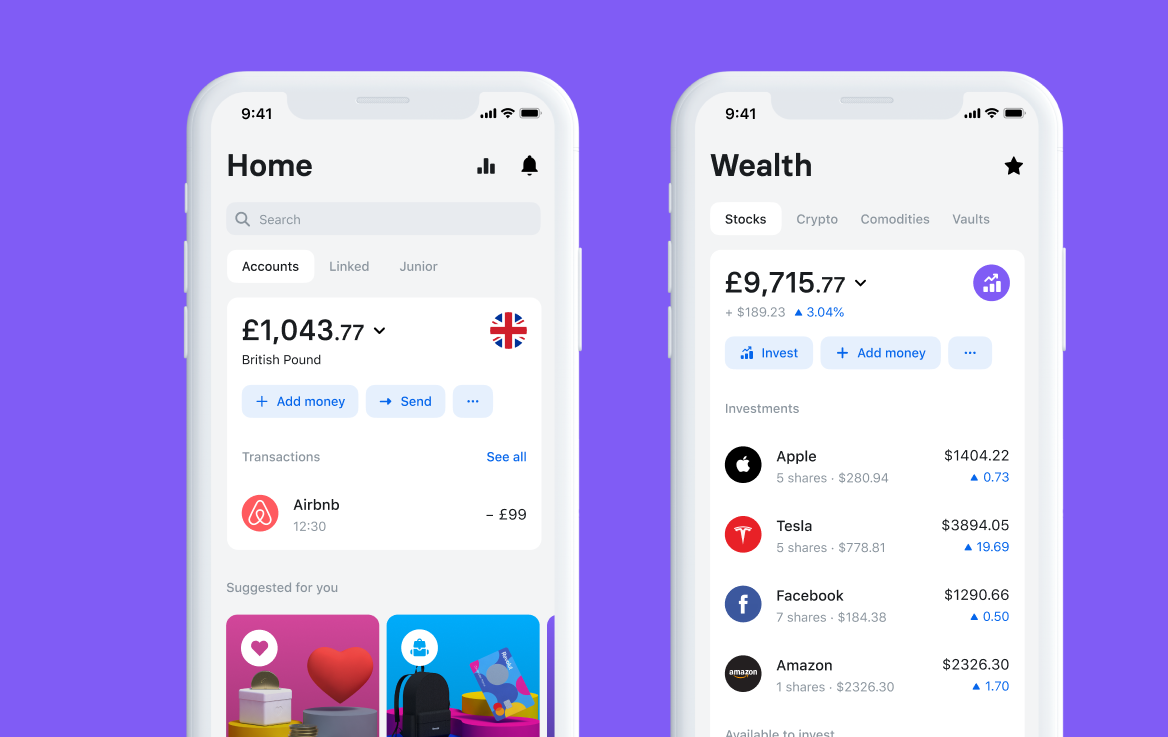 9:41
Home
Search
Accounts Linked Junior
£1,043.77
British Pound
+ Add money Send ...
Transactions See all
Airbnb – £99
12:30
Suggested for you
Revolut
9:41
Wealth
Stocks Crypto Comodities Vaults
£9,715.77
+ $189.23 ▲ 3.04%
Invest + Add money ...
Investments
Apple $1404.22
5 shares · $280.94 ▲ 0.73
Tesla $3894.05
5 shares · $778.81 ▲ 19.69
f
Facebook $1290.66
7 shares · $184.38 ▲ 0.50
amazon
Amazon $2326.30
1 shares · $2326.30 ▲ 1.70
Available to invest